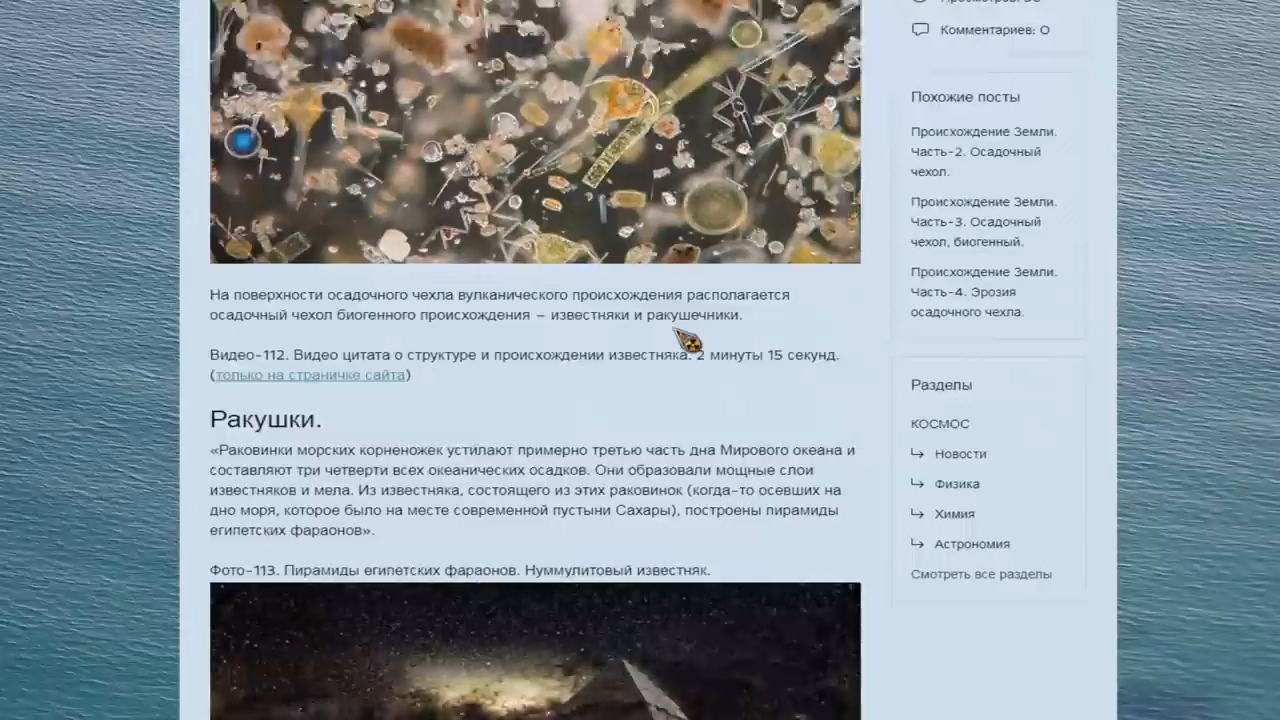 Комментариев: 0
Похожие посты
Происхождение Земли.
Часть-2. Осадочный
чехол.
Происхождение Земли.
Часть-3. Осадочный
чехол, биогенный.
Происхождение Земли.
Часть-4. Эрозия
осадочного чехла.
На поверхности осадочного чехла вулканического происхождения располагается
осадочный чехол биогенного происхождения – известняки и ракушечники.
Видео-112. Видео цитата о структуре и происхождении известняка. 2 минуты 15 секунд.
(только на страничке сайта)
Ракушки.
«Раковинки морских корненожек устилают примерно третью часть дна Мирового океана и
составляют три четверти всех океанических осадков. Они образовали мощные слои
известняков и мела. Из известняка, состоящего из этих раковинок (когда-то осевших на
дно моря, которое было на месте современной пустыни Сахары), построены пирамиды
египетских фараонов».
Фото-113. Пирамиды египетских фараонов. Нуммулитовый известняк.
Разделы
КОСМОС
Новости
Физика
Химия
Астрономия
Смотреть все разделы